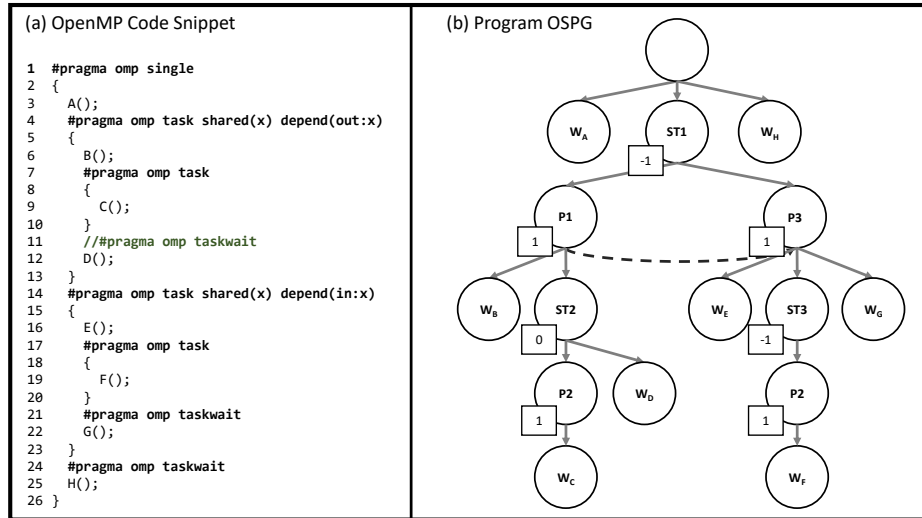 (a) OpenMP Code Snippet
1 #pragma omp single
2 {
3 A();
4 #pragma omp task shared(x) depend(out:x)
5 {
6 B();
7 #pragma omp task
8 {
9 C();
10 }
11 //#pragma omp taskwait
12 D();
13 }
14 #pragma omp task shared(x) depend(in:x)
15 {
16 E();
17 #pragma omp task
18 {
19 F();
20 }
21 #pragma omp taskwait
22 G();
23 }
24 #pragma omp taskwait
25 H();
26 }
(b) Program OSPG
W_A ST1 W_H
-1
P1 P3
1 1
W_B ST2 W_E ST3 W_G
0 -1
P2 W_D P2
1 1
W_C W_F